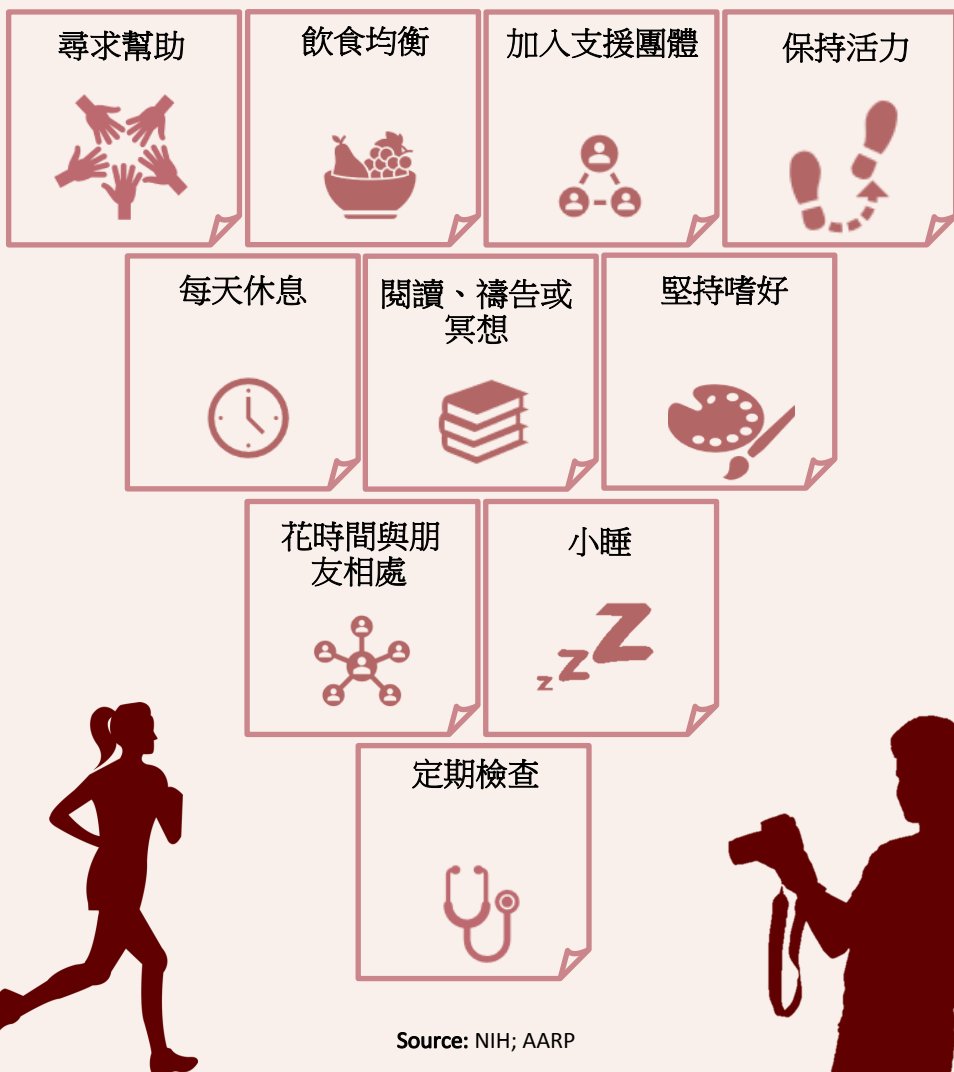 尋求幫助
飲食均衡
加入支援團體
保持活力
每天休息
閱讀、禱告或
冥想
堅持嗜好
花時間與朋
友相處
小睡
zzZ
定期檢查
Source: NIH; AARP